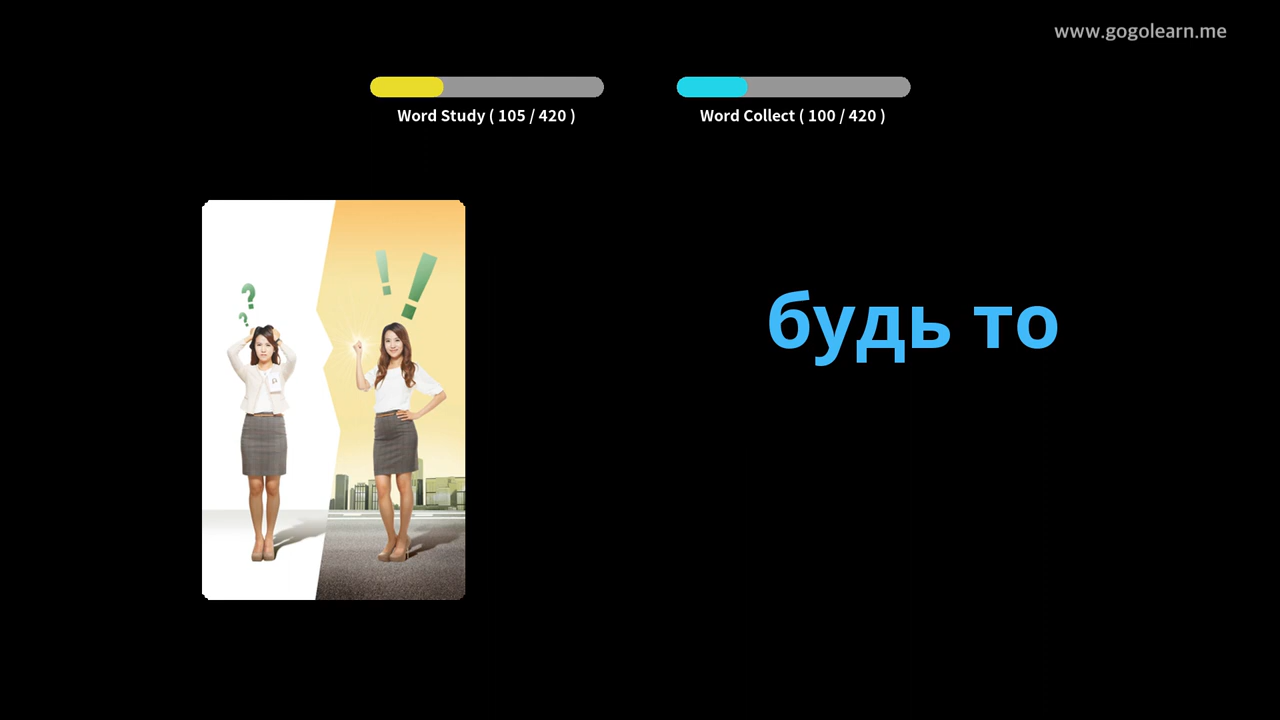 www.gogolearn.me
Word Study ( 105 / 420 )
Word Collect ( 100 / 420 )
? ?
! !
будь то